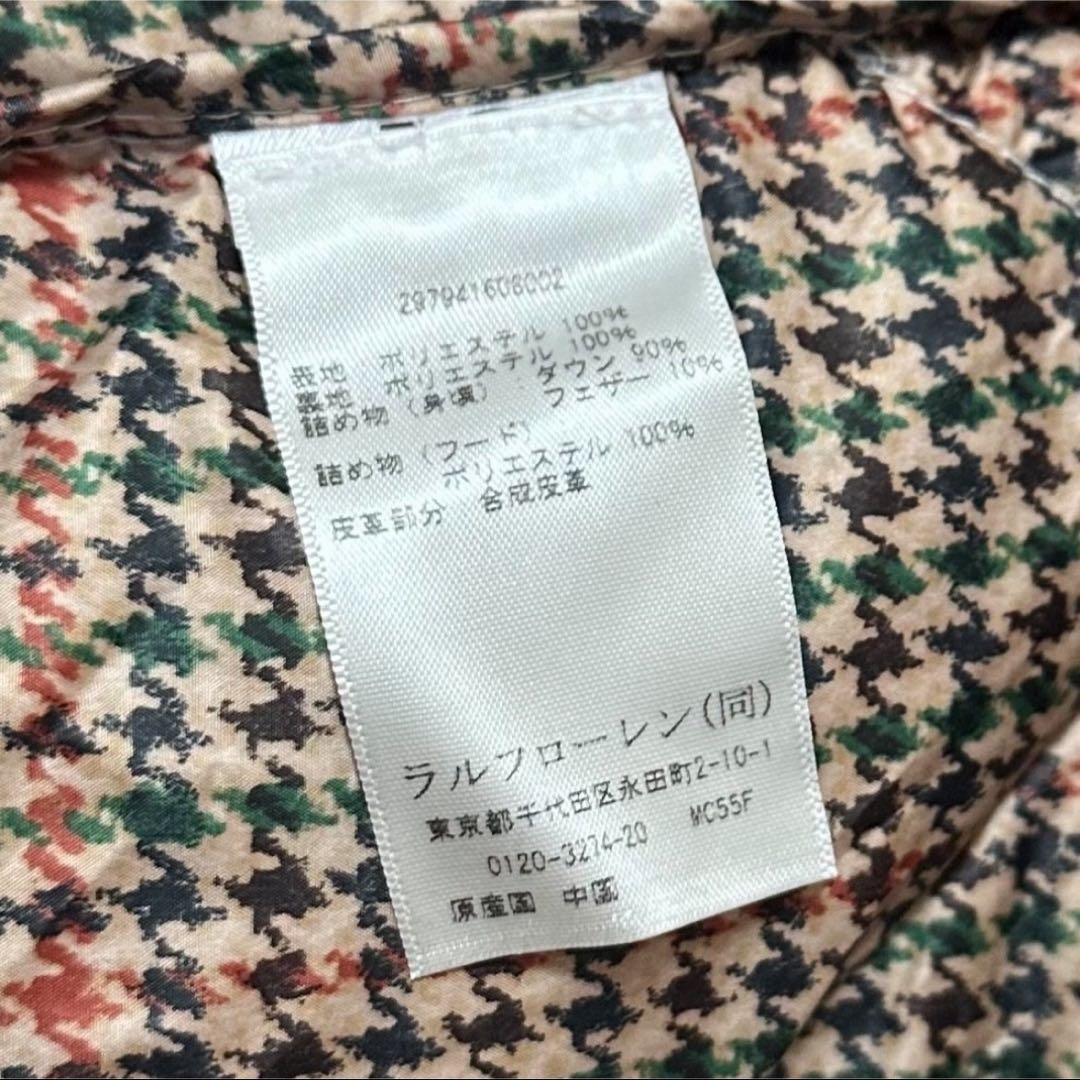 297941608002
表地 ポリエステル 100%
裏地 ポリエステル 100%
詰め物 (身頃) ダウン 90%
フェザー 10%
詰め物 (フード)
ポリエステル 100%
皮革部分 合成皮革
ラルフローレン(同)
東京都千代田区永田町2-10-1
0120-3274-20 MC55F
原産国 中国